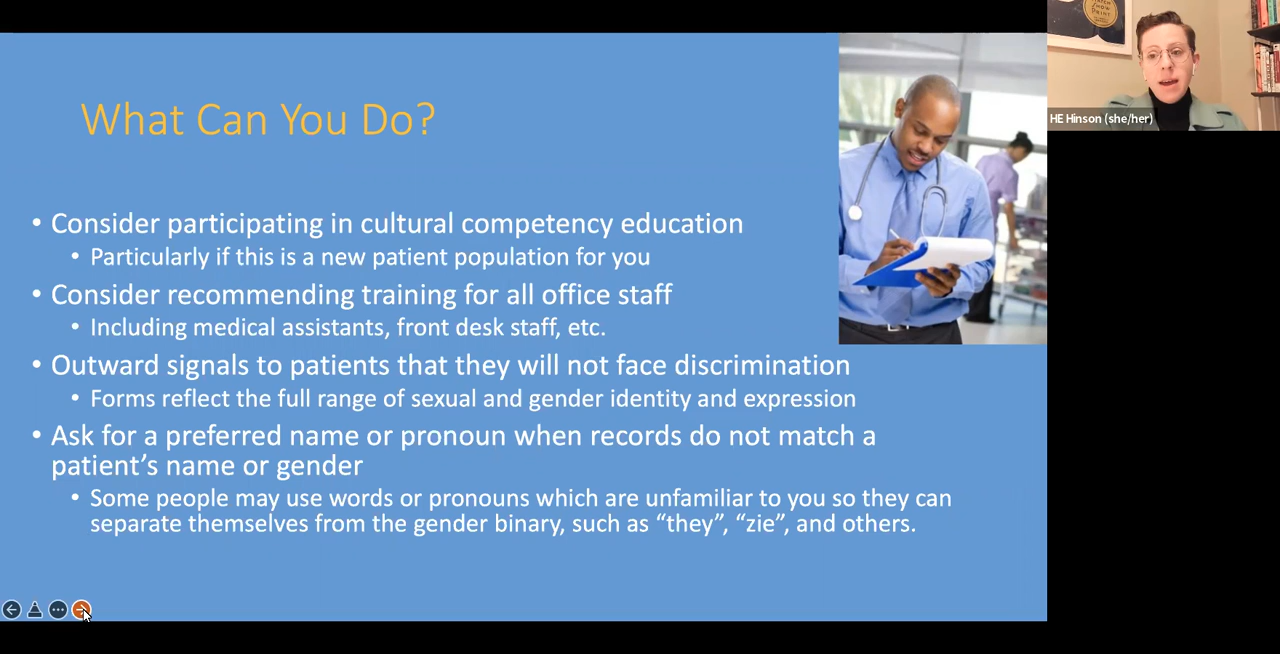 What Can You Do?
• Consider participating in cultural competency education
• Particularly if this is a new patient population for you
• Consider recommending training for all office staff
• Including medical assistants, front desk staff, etc.
• Outward signals to patients that they will not face discrimination
• Forms reflect the full range of sexual and gender identity and expression
• Ask for a preferred name or pronoun when records do not match a
patient’s name or gender
• Some people may use words or pronouns which are unfamiliar to you so they can
separate themselves from the gender binary, such as “they”, “zie”, and others.
SHOW
PRINT
HE Hinson (she/her)